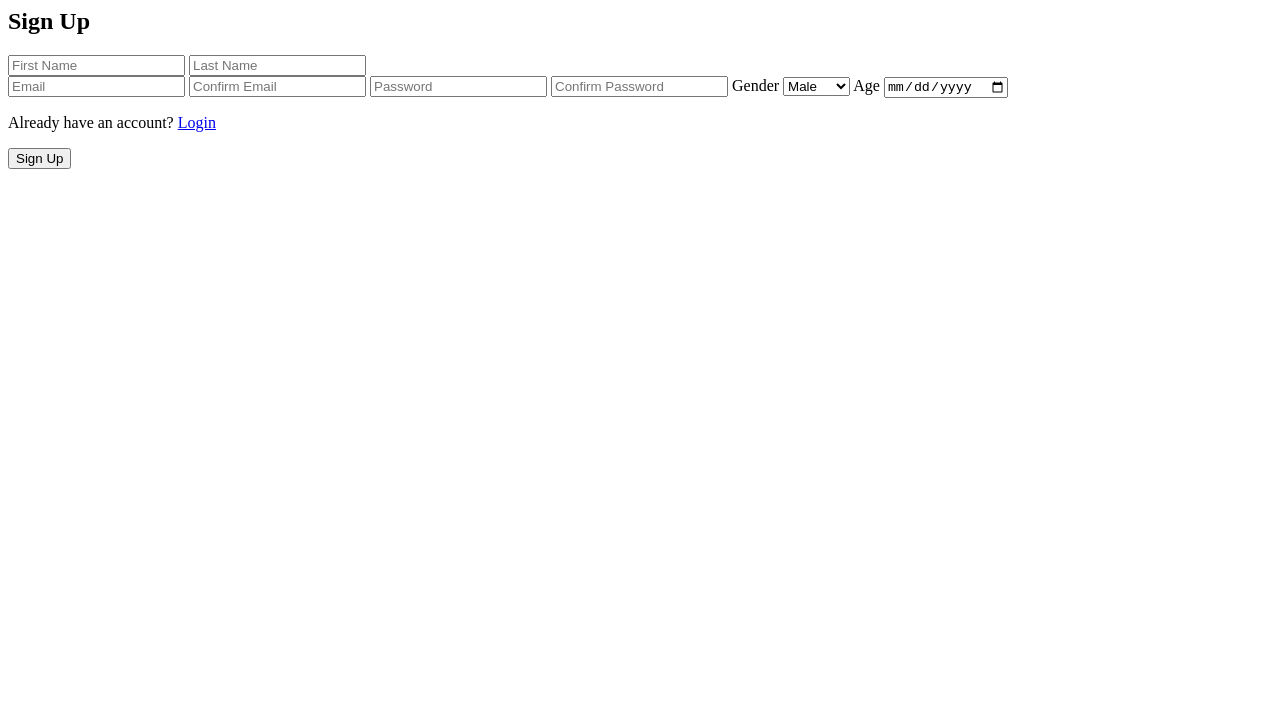 Sign Up
First Name Last Name
Email Confirm Email Password Confirm Password Gender Male Age mm/dd/yyyy
Already have an account? Login
Sign Up